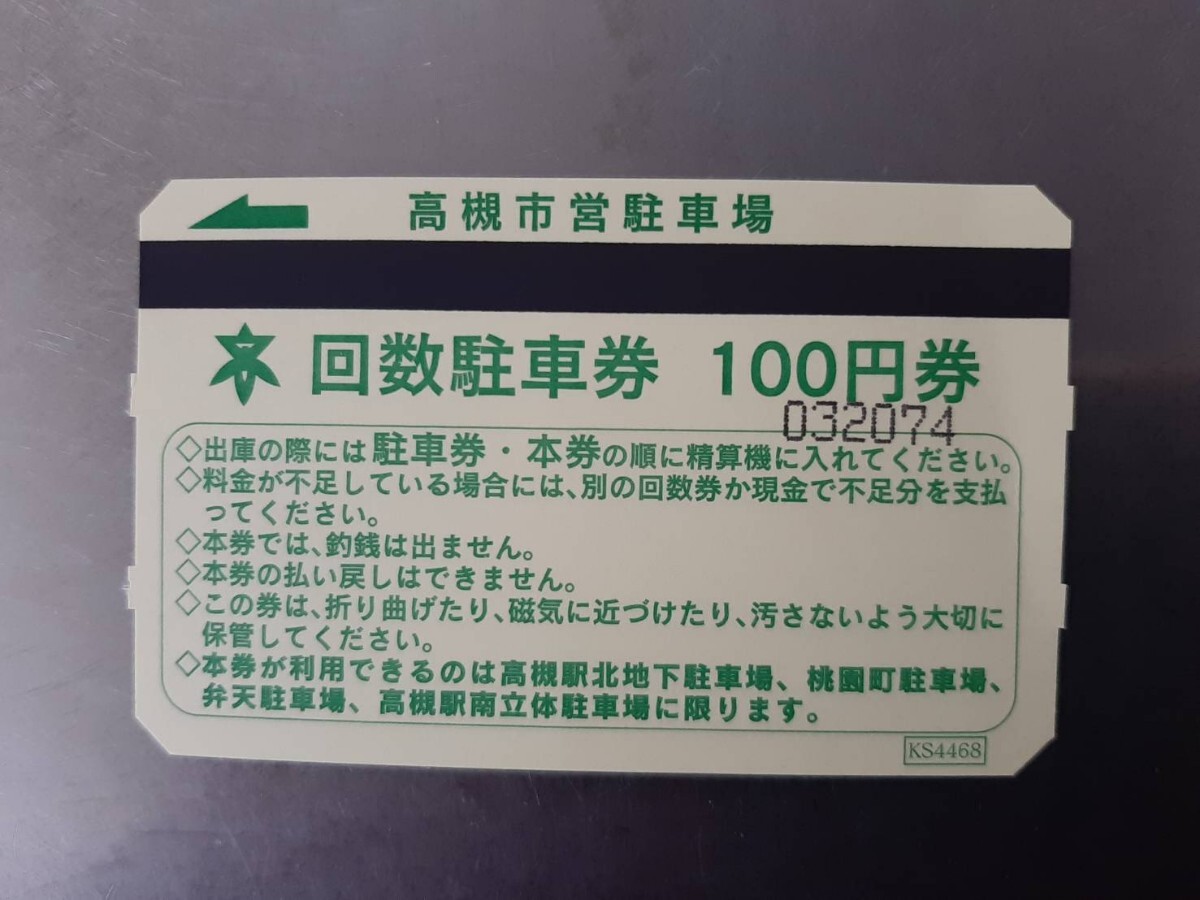 高槻市営駐車場
回数駐車券 100円券
032074
◇出庫の際には駐車券・本券の順に精算機に入れてください。
◇料金が不足している場合には、別の回数券か現金で不足分を支払
ってください。
◇本券では、釣銭は出ません。
◇本券の払い戻しはできません。
◇この券は、折り曲げたり、磁気に近づけたり、汚さないよう大切に
保管してください。
◇本券が利用できるのは高槻駅北地下駐車場、桃園町駐車場、
弁天駐車場、高槻駅南立体駐車場に限ります。
KS4468